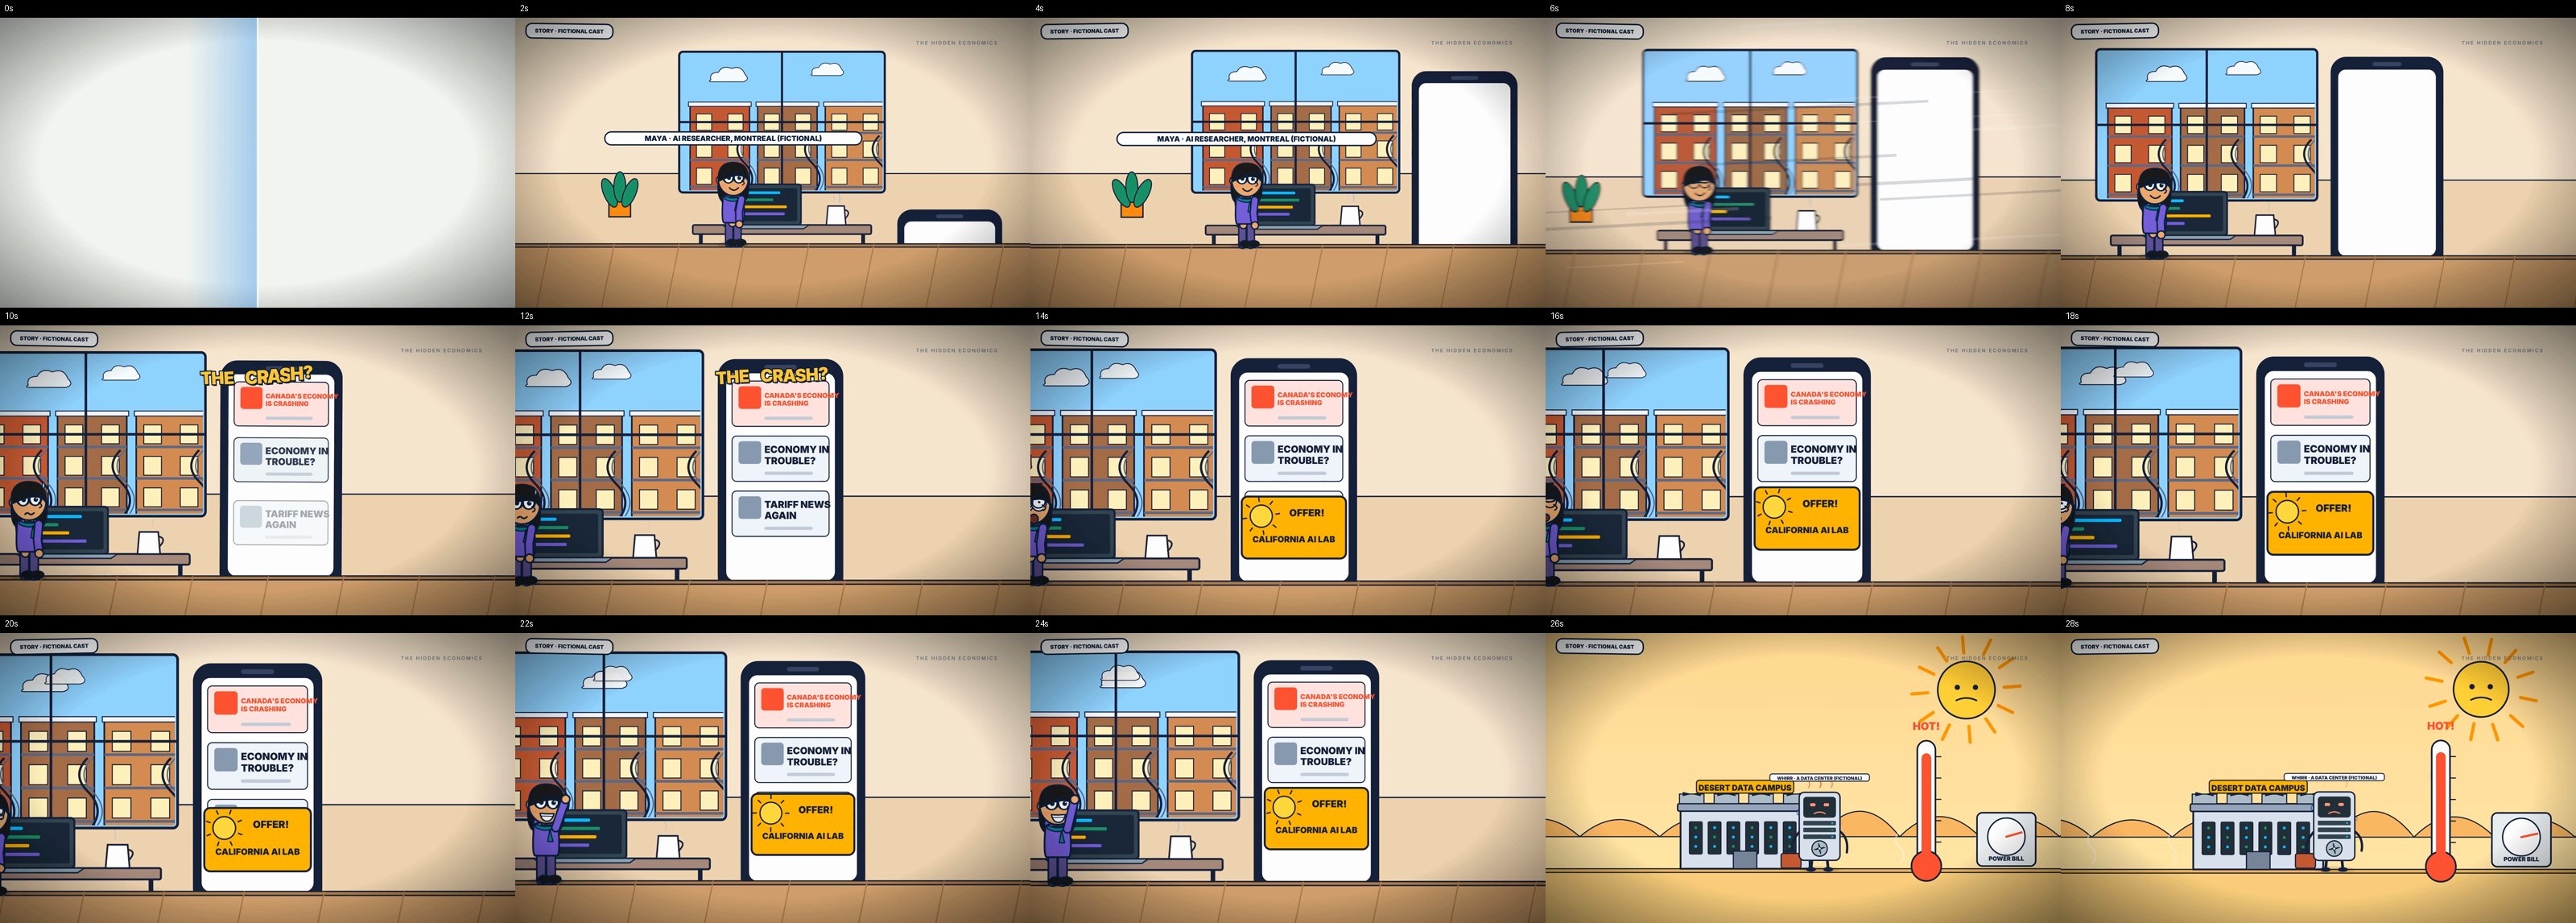 0s
2s
STORY · FICTIONAL CAST
THE HIDDEN ECONOMICS
MAYA · AI RESEARCHER, MONTREAL (FICTIONAL)
4s
STORY · FICTIONAL CAST
THE HIDDEN ECONOMICS
MAYA · AI RESEARCHER, MONTREAL (FICTIONAL)
6s
STORY · FICTIONAL CAST
THE HIDDEN ECONOMICS
8s
STORY · FICTIONAL CAST
THE HIDDEN ECONOMICS
10s
STORY · FICTIONAL CAST
THE HIDDEN ECONOMICS
THE CRASH?
CANADA'S ECONOMY
IS CRASHING
ECONOMY IN
TROUBLE?
TARIFF NEWS
AGAIN
12s
STORY · FICTIONAL CAST
THE HIDDEN ECONOMICS
THE CRASH?
CANADA'S ECONOMY
IS CRASHING
ECONOMY IN
TROUBLE?
TARIFF NEWS
AGAIN
14s
STORY · FICTIONAL CAST
THE HIDDEN ECONOMICS
CANADA'S ECONOMY
IS CRASHING
ECONOMY IN
TROUBLE?
OFFER!
CALIFORNIA AI LAB
16s
STORY · FICTIONAL CAST
THE HIDDEN ECONOMICS
CANADA'S ECONOMY
IS CRASHING
ECONOMY IN
TROUBLE?
OFFER!
CALIFORNIA AI LAB
18s
STORY · FICTIONAL CAST
THE HIDDEN ECONOMICS
CANADA'S ECONOMY
IS CRASHING
ECONOMY IN
TROUBLE?
OFFER!
CALIFORNIA AI LAB
20s
STORY · FICTIONAL CAST
THE HIDDEN ECONOMICS
CANADA'S ECONOMY
IS CRASHING
ECONOMY IN
TROUBLE?
OFFER!
CALIFORNIA AI LAB
22s
STORY · FICTIONAL CAST
THE HIDDEN ECONOMICS
CANADA'S ECONOMY
IS CRASHING
ECONOMY IN
TROUBLE?
OFFER!
CALIFORNIA AI LAB
24s
STORY · FICTIONAL CAST
THE HIDDEN ECONOMICS
CANADA'S ECONOMY
IS CRASHING
ECONOMY IN
TROUBLE?
OFFER!
CALIFORNIA AI LAB
26s
STORY · FICTIONAL CAST
THE HIDDEN ECONOMICS
HOT!
WHIRR · A DATA CENTER (FICTIONAL)
DESERT DATA CAMPUS
POWER BILL
28s
STORY · FICTIONAL CAST
THE HIDDEN ECONOMICS
HOT!
WHIRR · A DATA CENTER (FICTIONAL)
DESERT DATA CAMPUS
POWER BILL